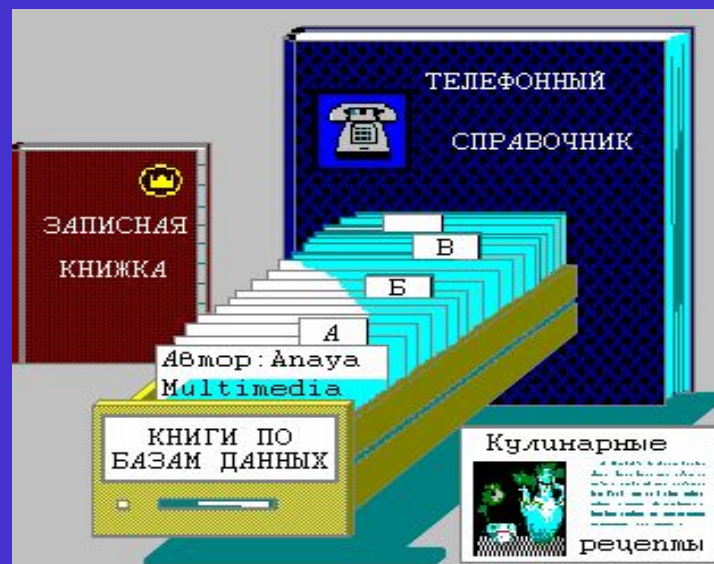 ТЕЛЕФОННЫЙ
СПРАВОЧНИК
ЗАПИСНАЯ
КНИЖКА
В
Б
А
Автор:Anaya
Multimedia
КНИГИ ПО
БАЗАМ ДАННЫХ
Кулинарные
рецепты